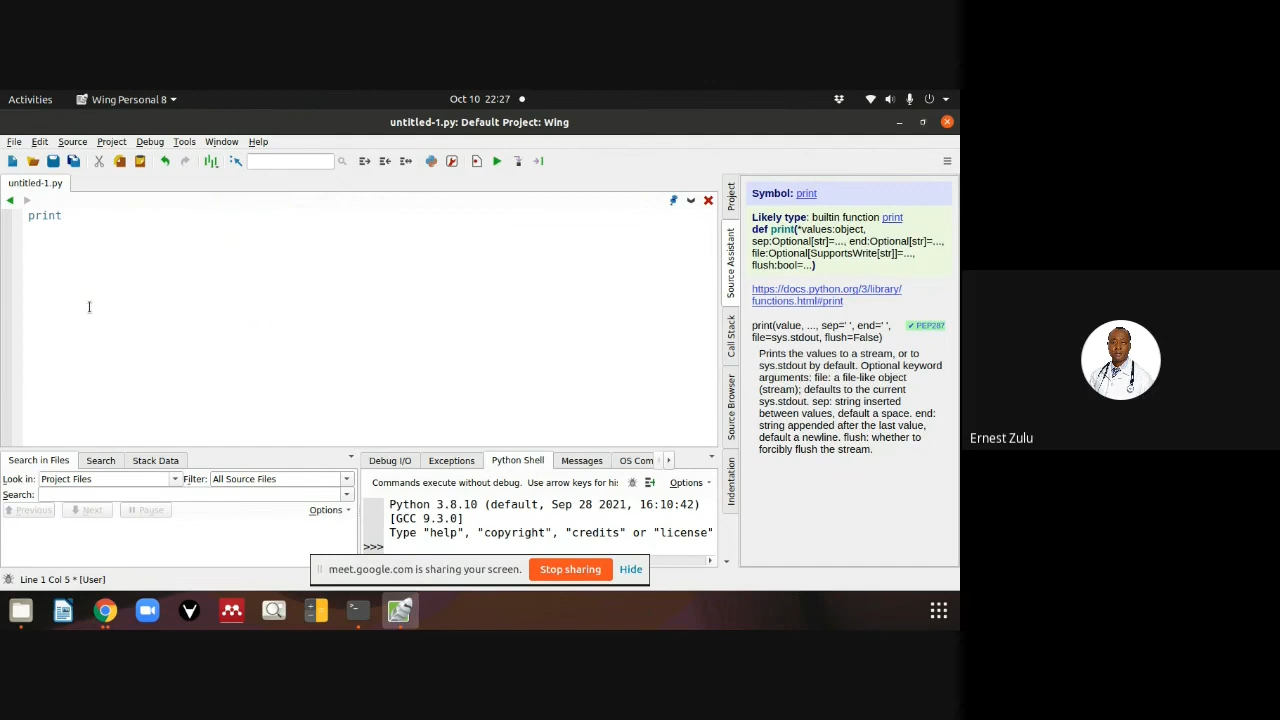 Activities
Wing Personal 8
Oct 10 22:27
untitled-1.py: Default Project: Wing
File Edit Source Project Debug Tools Window Help
untitled-1.py
print
Project
Source Assistant
Call Stack
Source Browser
Indentation
Symbol: print
Likely type: builtin function print
def print(*values:object,
sep:Optional[str]=..., end:Optional[str]=...,
file:Optional[SupportsWrite[str]]=...,
flush:bool=...)
https://docs.python.org/3/library/
functions.html#print
print(value, ..., sep=' ', end=' ',
file=sys.stdout, flush=False)
✔ PEP287
Prints the values to a stream, or to
sys.stdout by default. Optional keyword
arguments: file: a file-like object
(stream); defaults to the current
sys.stdout. sep: string inserted
between values, default a space. end:
string appended after the last value,
default a newline. flush: whether to
forcibly flush the stream.
Search in Files Search Stack Data
Look in: Project Files Filter: All Source Files
Search:
Previous Next Pause Options
Debug I/O Exceptions Python Shell Messages OS Com
Commands execute without debug. Use arrow keys for his Options
Python 3.8.10 (default, Sep 28 2021, 16:10:42)
[GCC 9.3.0]
Type "help", "copyright", "credits" or "license"
>>>
meet.google.com is sharing your screen. Stop sharing Hide
Line 1 Col 5 * [User]
Ernest Zulu